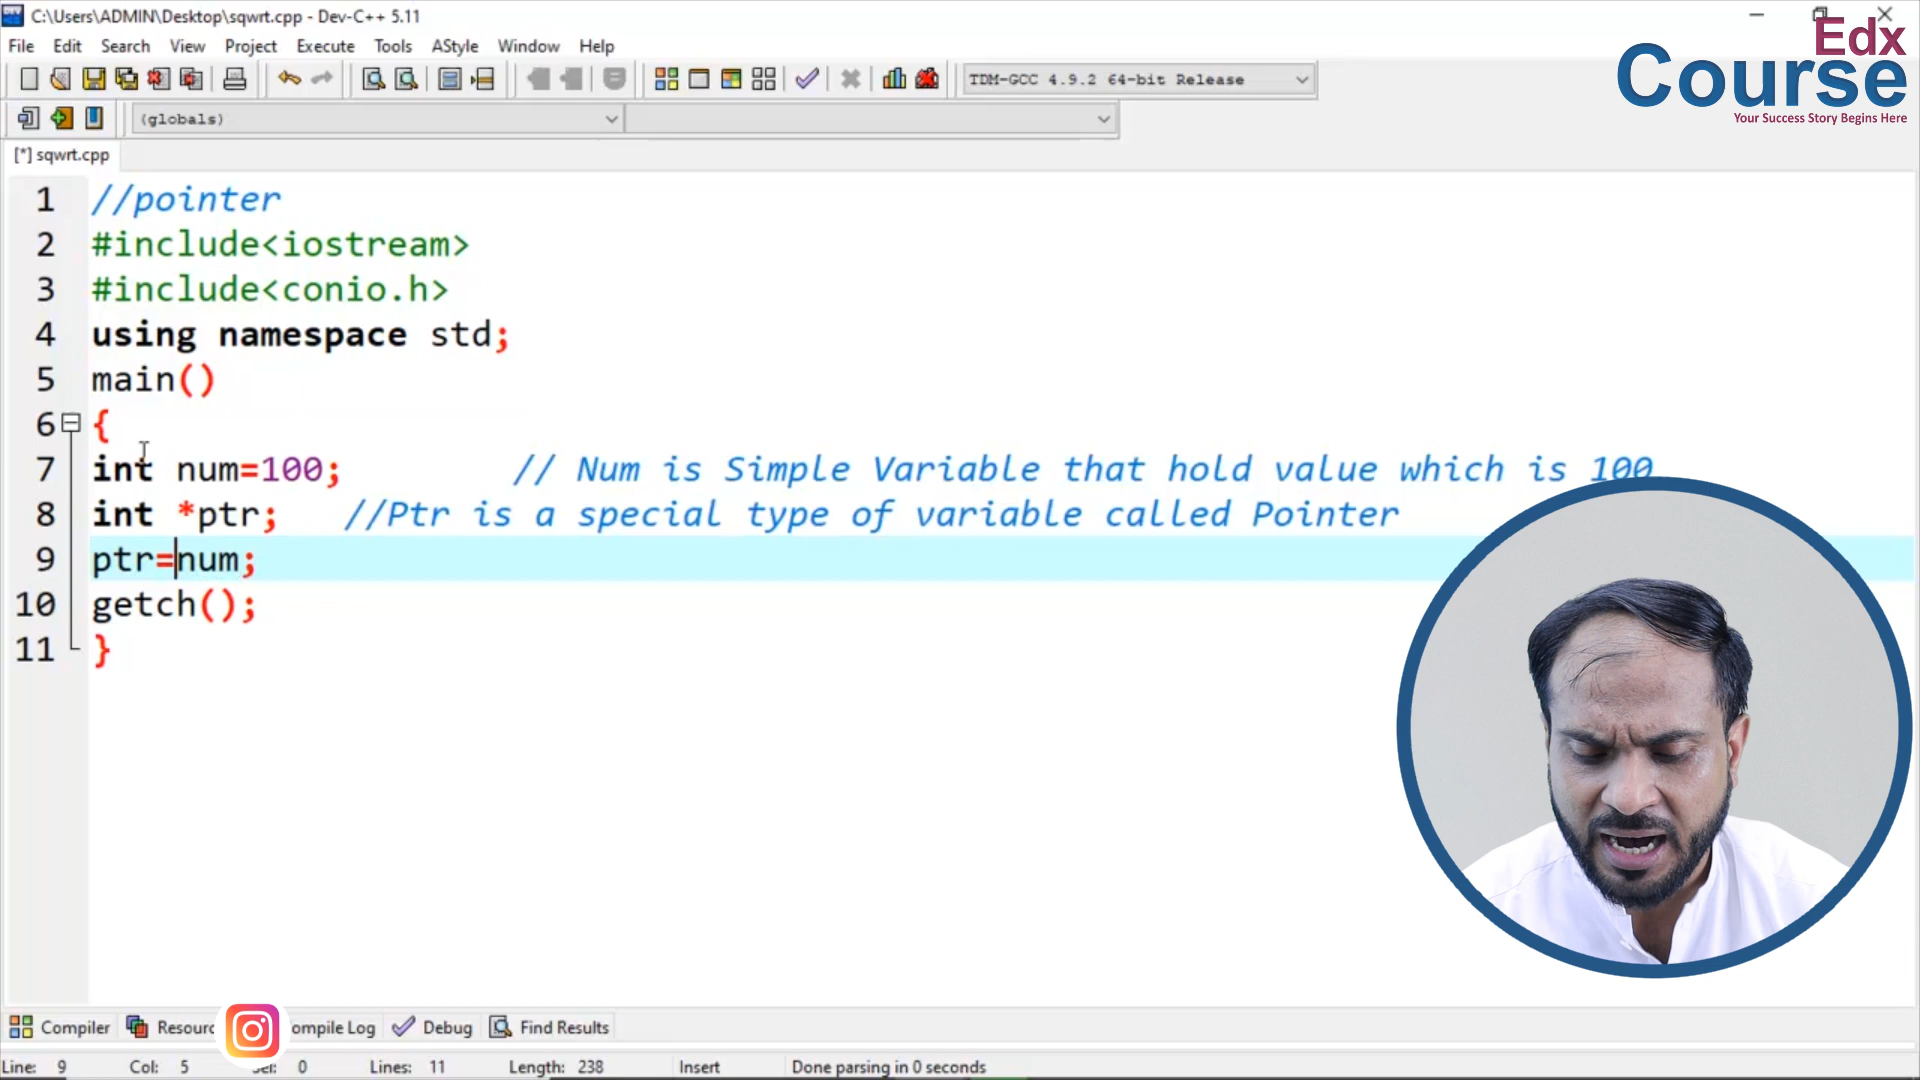 C:\Users\ADMIN\Desktop\sqwrt.cpp - Dev-C++ 5.11
File Edit Search View Project Execute Tools AStyle Window Help
Edx
Course
Your Success Story Begins Here
TDM-GCC 4.9.2 64-bit Release
(globals)
[*] sqwrt.cpp
1 //pointer
2 #include<iostream>
3 #include<conio.h>
4 using namespace std;
5 main()
6 {
7 int num=100; // Num is Simple Variable that hold value which is 100
8 int *ptr; //Ptr is a special type of variable called Pointer
9 ptr=num;
10 getch();
11 }
Compiler Resourc ompile Log Debug Find Results
Line: 9 Col: 5 Sel: 0 Lines: 11 Length: 238 Insert Done parsing in 0 seconds